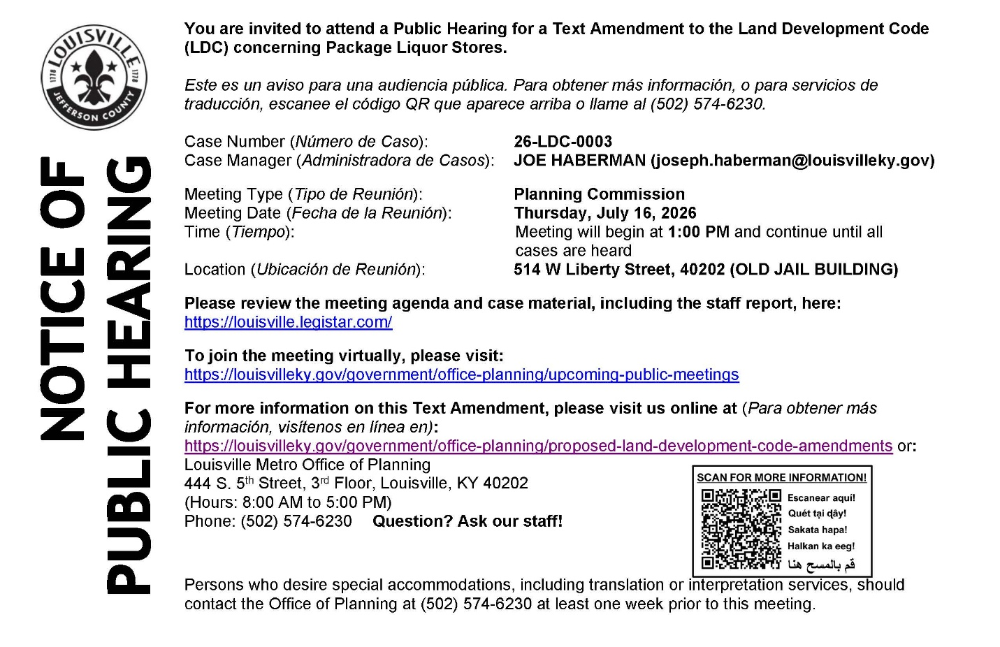 LOUISVILLE
1778 1778
JEFFERSON COUNTY
NOTICE OF
PUBLIC HEARING
You are invited to attend a Public Hearing for a Text Amendment to the Land Development Code
(LDC) concerning Package Liquor Stores.
Este es un aviso para una audiencia pública. Para obtener más información, o para servicios de
traducción, escanee el código QR que aparece arriba o llame al (502) 574-6230.
Case Number (Número de Caso): 26-LDC-0003
Case Manager (Administradora de Casos): JOE HABERMAN (joseph.haberman@louisvilleky.gov)
Meeting Type (Tipo de Reunión): Planning Commission
Meeting Date (Fecha de la Reunión): Thursday, July 16, 2026
Time (Tiempo): Meeting will begin at 1:00 PM and continue until all
cases are heard
Location (Ubicación de Reunión): 514 W Liberty Street, 40202 (OLD JAIL BUILDING)
Please review the meeting agenda and case material, including the staff report, here:
https://louisville.legistar.com/
To join the meeting virtually, please visit:
https://louisvilleky.gov/government/office-planning/upcoming-public-meetings
For more information on this Text Amendment, please visit us online at (Para obtener más
información, visítenos en línea en):
https://louisvilleky.gov/government/office-planning/proposed-land-development-code-amendments or:
Louisville Metro Office of Planning
444 S. 5th Street, 3rd Floor, Louisville, KY 40202
(Hours: 8:00 AM to 5:00 PM)
Phone: (502) 574-6230 Question? Ask our staff!
SCAN FOR MORE INFORMATION!
Escanear aquí!
Quét tại đây!
Sakata hapa!
Halkan ka eeg!
قم بالمسح هنا
Persons who desire special accommodations, including translation or interpretation services, should
contact the Office of Planning at (502) 574-6230 at least one week prior to this meeting.